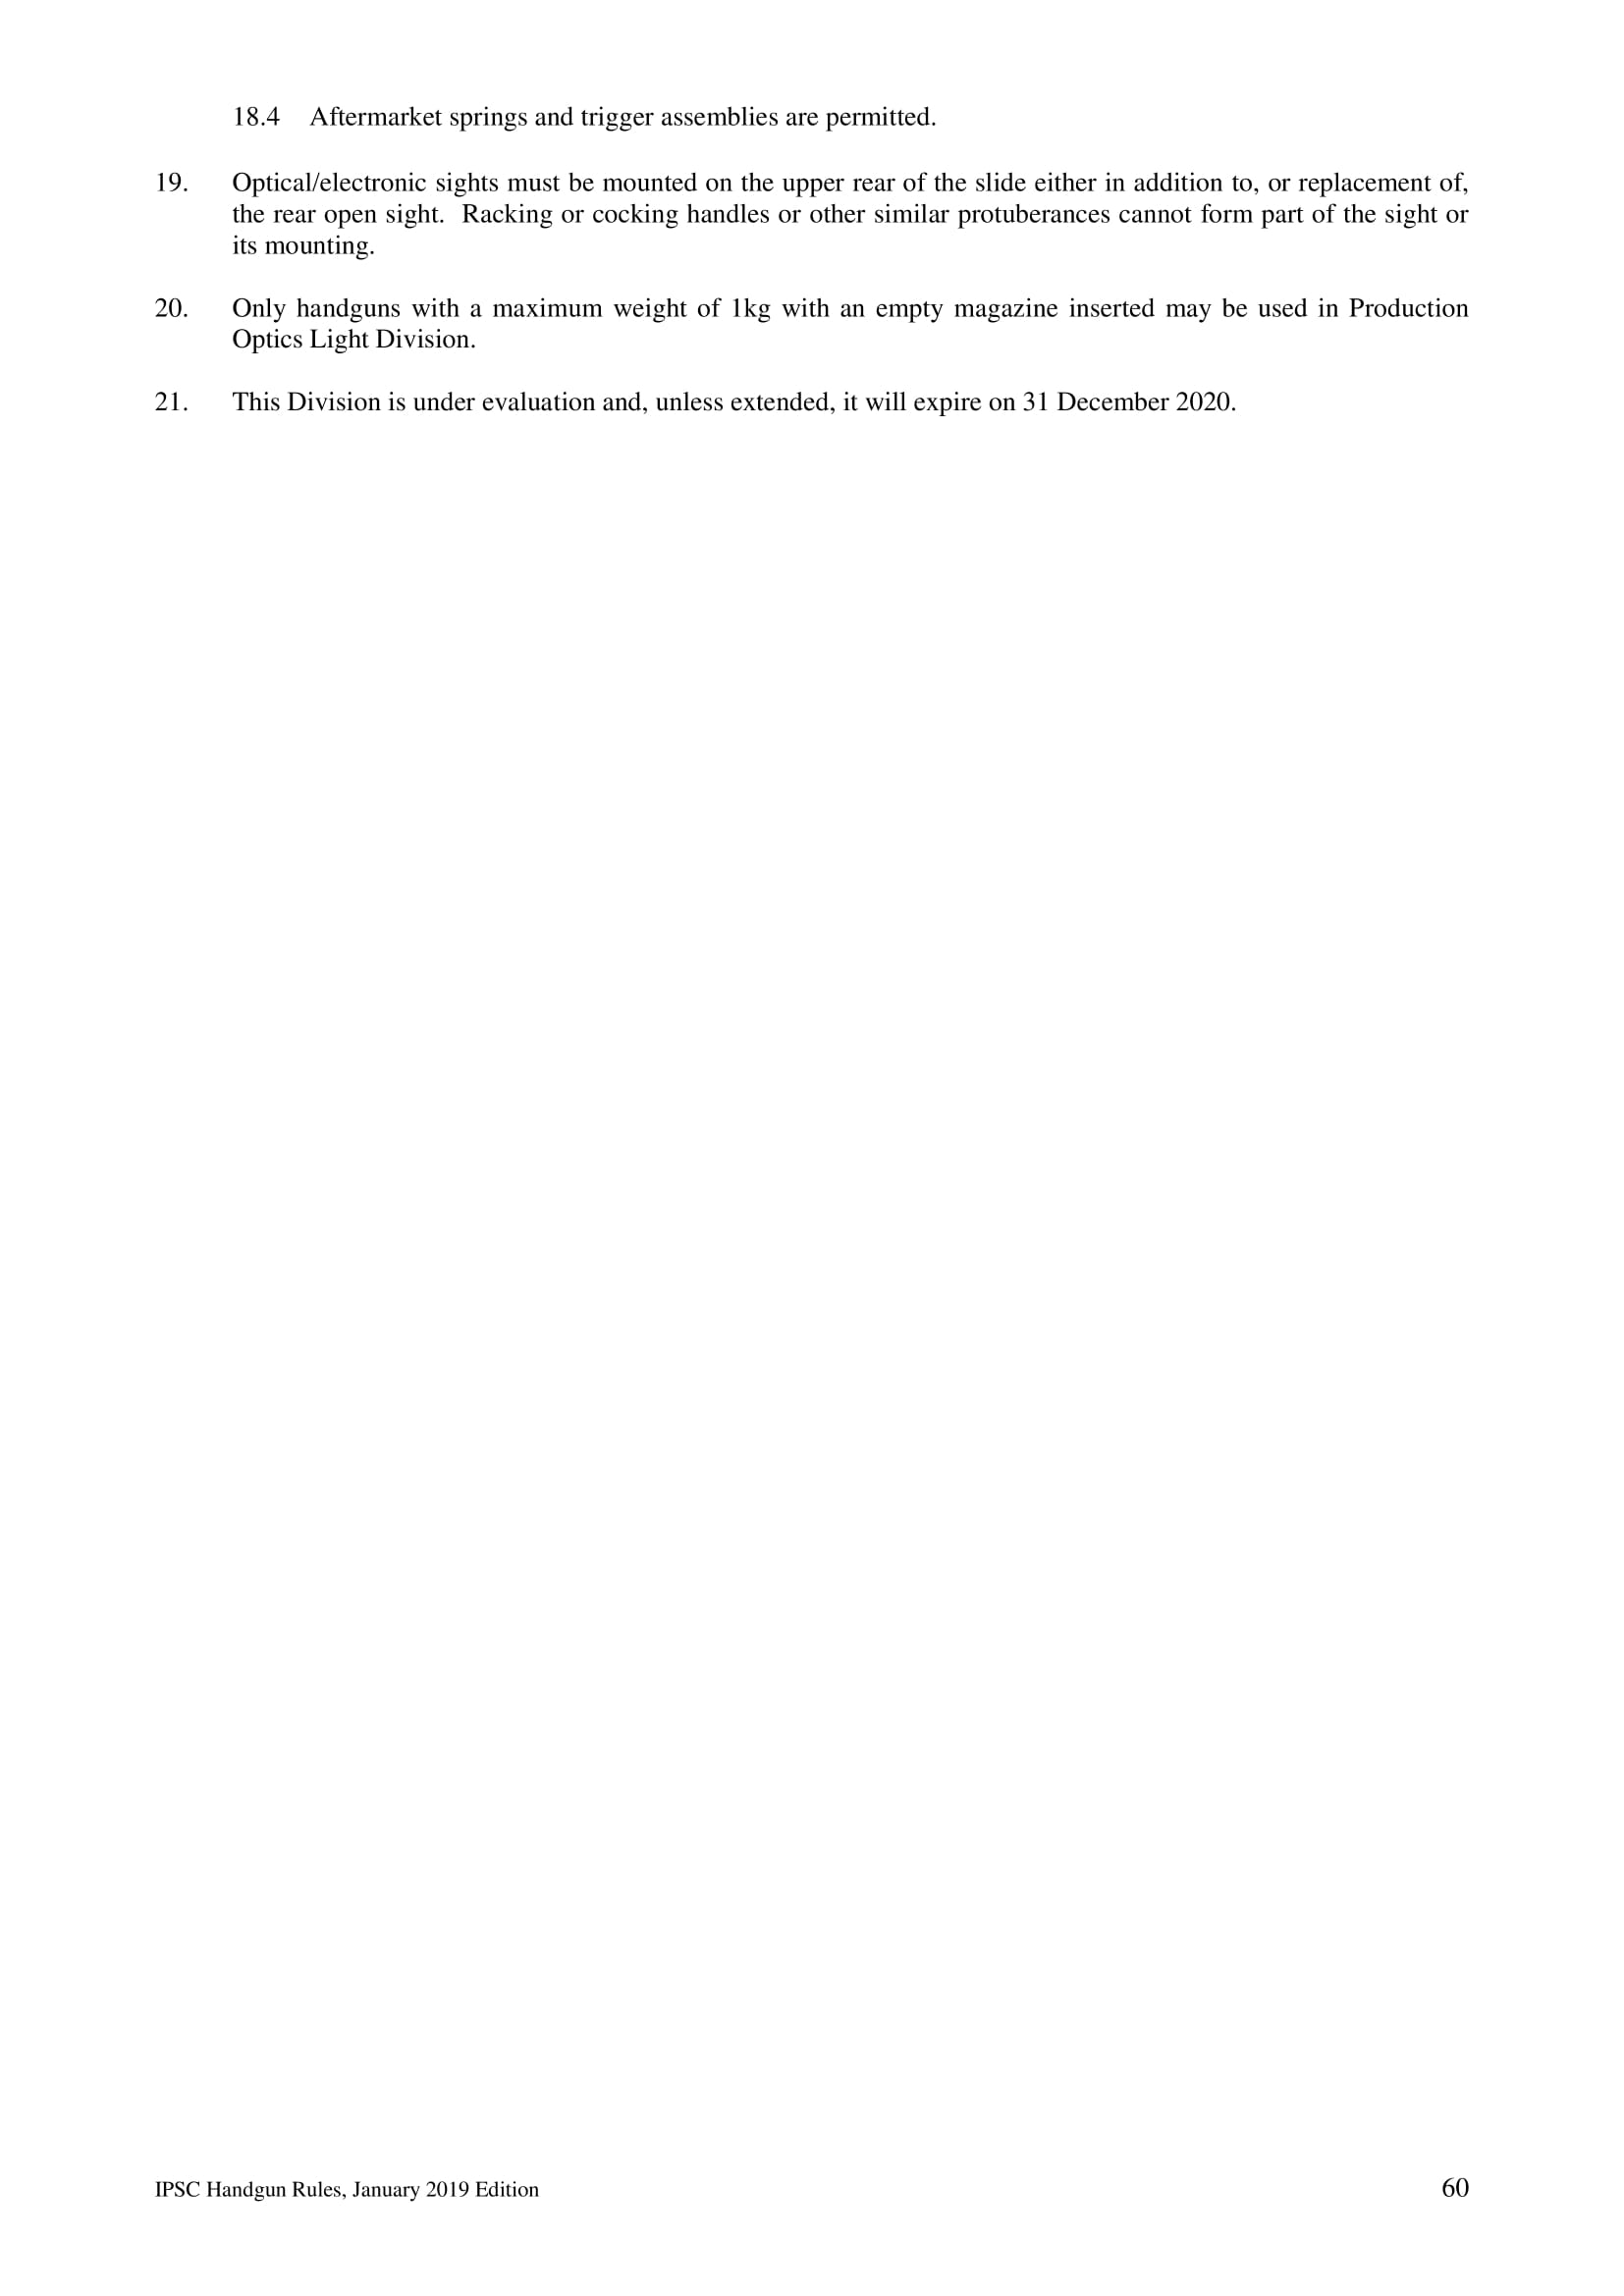 18.4 Aftermarket springs and trigger assemblies are permitted.
19. Optical/electronic sights must be mounted on the upper rear of the slide either in addition to, or replacement of,
the rear open sight. Racking or cocking handles or other similar protuberances cannot form part of the sight or
its mounting.
20. Only handguns with a maximum weight of 1kg with an empty magazine inserted may be used in Production
Optics Light Division.
21. This Division is under evaluation and, unless extended, it will expire on 31 December 2020.
IPSC Handgun Rules, January 2019 Edition 60